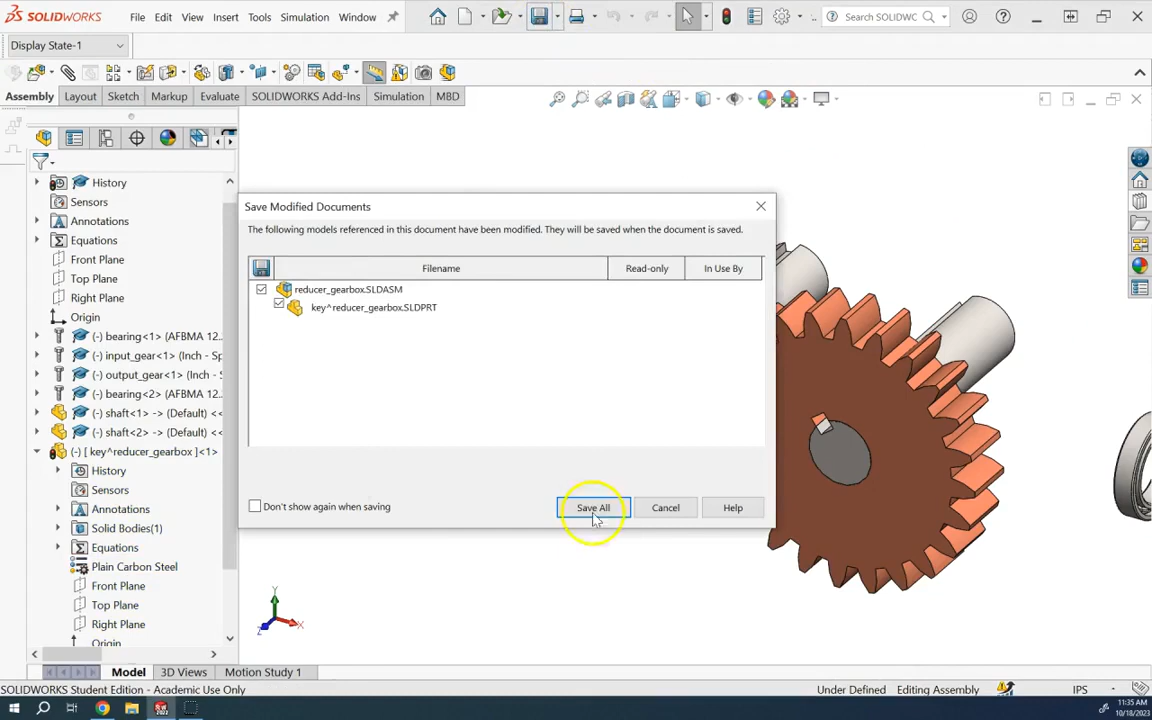 SOLIDWORKS File Edit View Insert Tools Simulation Window Search SOLIDWC
Display State-1
Assembly Layout Sketch Markup Evaluate SOLIDWORKS Add-Ins Simulation MBD
History
Sensors
Annotations
Equations
Front Plane
Top Plane
Right Plane
Origin
(-) bearing<1> (AFBMA 12..
(-) input_gear<1> (Inch - Sp
(-) output_gear<1> (Inch - S
(-) bearing<2> (AFBMA 12..
shaft<1> -> (Default) <<
(-) shaft<2> -> (Default) <<
(-) [ key^reducer_gearbox ]<1>
History
Sensors
Annotations
Solid Bodies(1)
Equations
Plain Carbon Steel
Front Plane
Top Plane
Right Plane
Origin
Save Modified Documents
The following models referenced in this document have been modified. They will be saved when the document is saved.
Filename Read-only In Use By
reducer_gearbox.SLDASM
key^reducer_gearbox.SLDPRT
Don't show again when saving Save All Cancel Help
Y
X
Z
Model 3D Views Motion Study 1
SOLIDWORKS Student Edition - Academic Use Only Under Defined Editing Assembly IPS
11:35 AM
10/18/2023